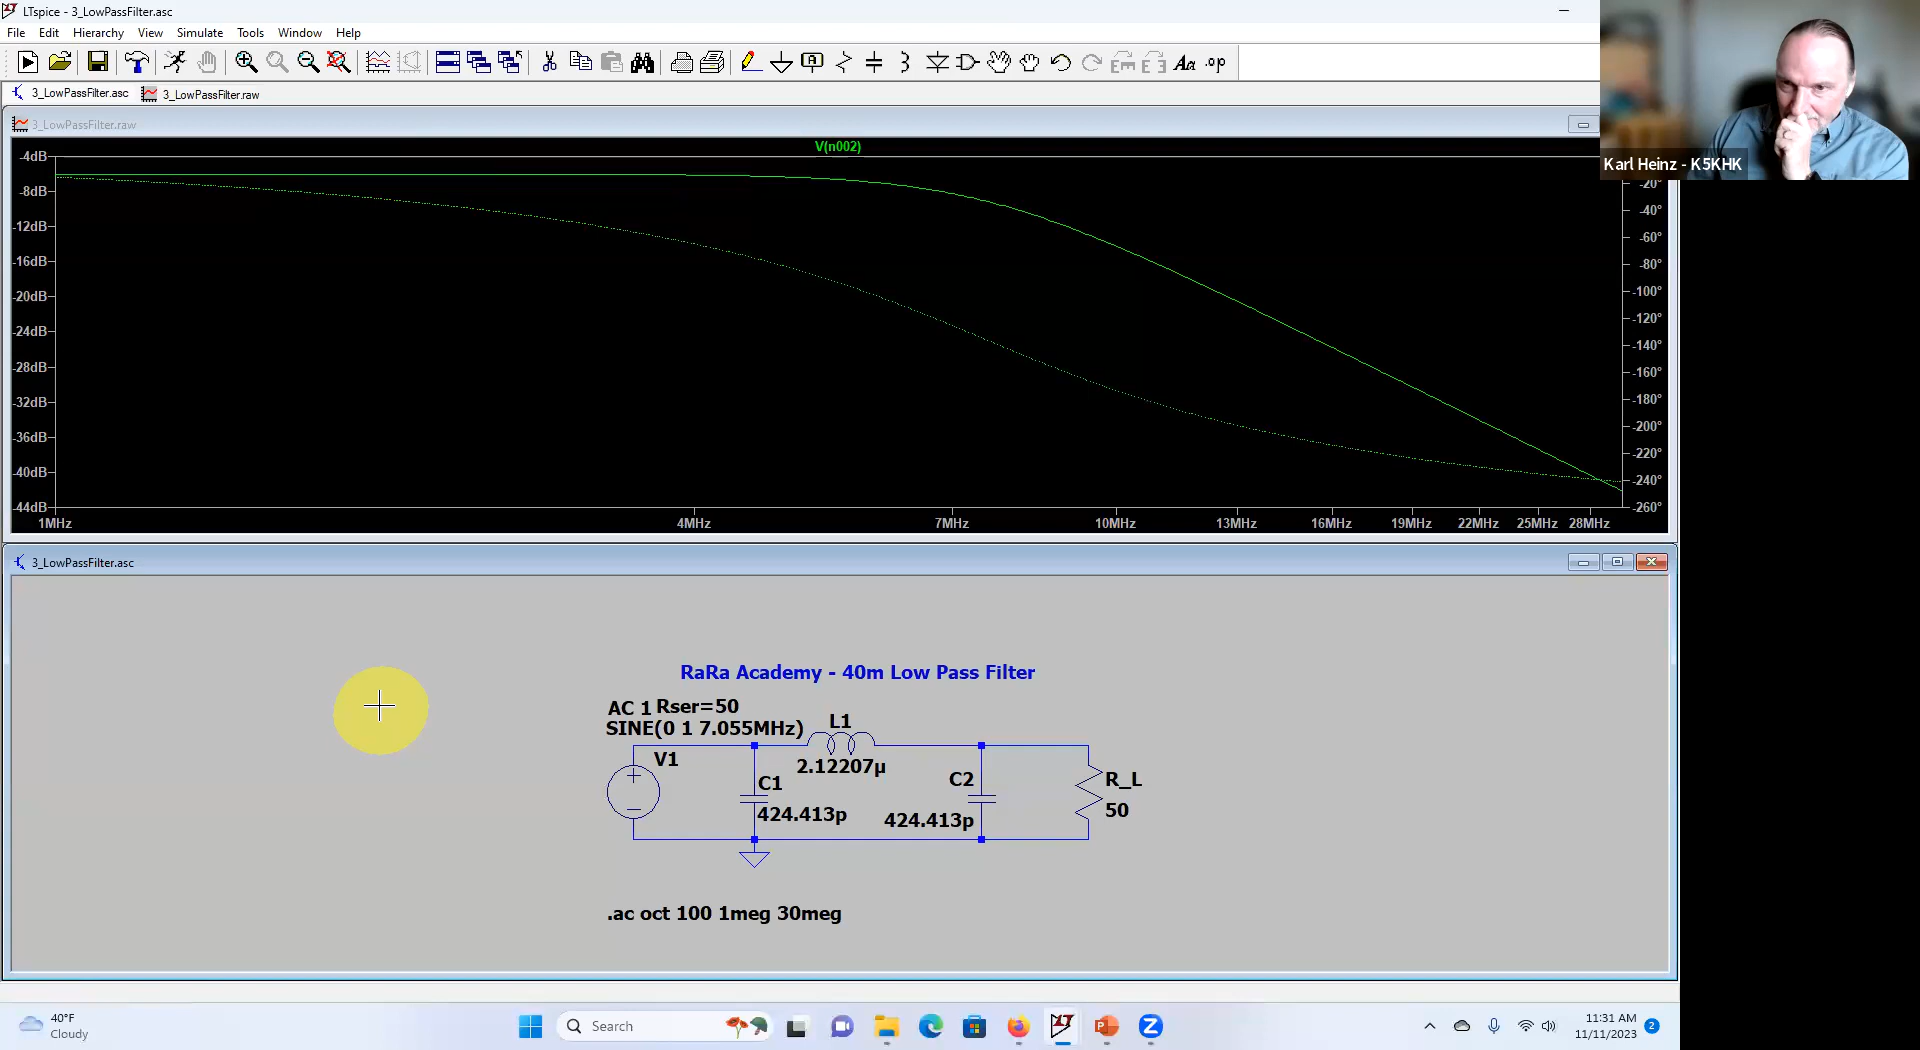 LTspice - 3_LowPassFilter.asc
File Edit Hierarchy View Simulate Tools Window Help
.op
3_LowPassFilter.asc 3_LowPassFilter.raw
3_LowPassFilter.raw
V(n002)
-4dB
-8dB
-12dB
-16dB
-20dB
-24dB
-28dB
-32dB
-36dB
-40dB
-44dB
-20°
-40°
-60°
-80°
-100°
-120°
-140°
-160°
-180°
-200°
-220°
-240°
-260°
1MHz 4MHz 7MHz 10MHz 13MHz 16MHz 19MHz 22MHz 25MHz 28MHz
Karl Heinz - K5KHK
3_LowPassFilter.asc
RaRa Academy - 40m Low Pass Filter
AC 1 Rser=50
SINE(0 1 7.055MHz)
L1
V1
2.12207µ
C1
424.413p
C2
424.413p
R_L
50
.ac oct 100 1meg 30meg
40°F
Cloudy
Search
11:31 AM
11/11/2023
2